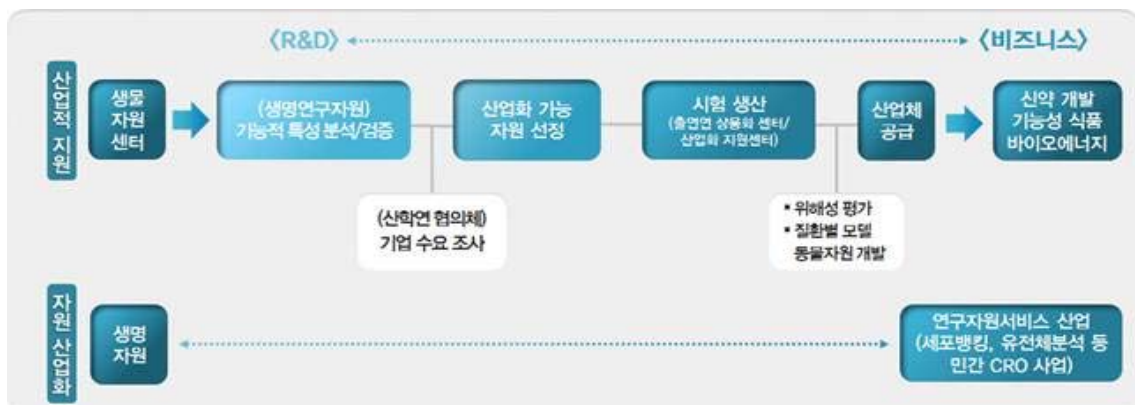 〈R&D〉
〈비즈니스〉
산업적 지원
생물
자원
센터
(생명연구자원)
기능적 특성 분석/검증
산업화 가능
자원 선정
시험 생산
(출연연 상용화 센터/
산업화 지원센터)
산업체
공급
신약 개발
기능성 식품
바이오에너지
(산학연 협의체)
기업 수요 조사
▪ 위해성 평가
▪ 질환별 모델
동물자원 개발
자원 산업화
생명
자원
연구자원서비스 산업
(세포뱅킹, 유전체분석 등
민간 CRO 사업)